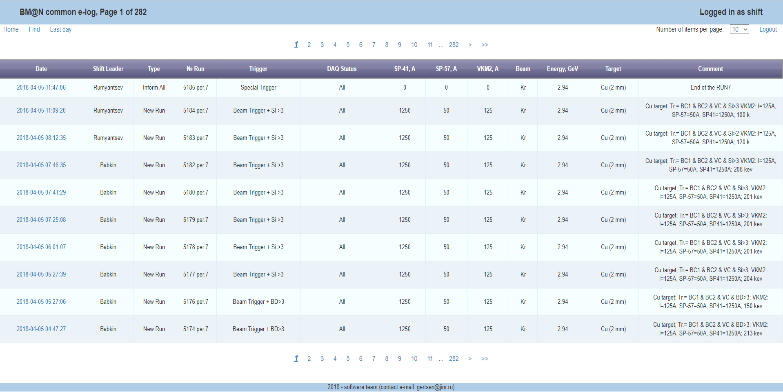 BM@N common e-log, Page 1 of 282 Logged in as shift
Home Find Last day Number of items per page: 10 Logout
1 2 3 4 5 6 7 8 9 10 11 ... 282 > >>
Date Shift Leader Type № Run Trigger DAQ Status SP-41, A SP-57, A VKM2, A Beam Energy, GeV Target Comment
2018-04-05 11:47:06 Rumyantsev Inform All 5185 per.7 Special Trigger All 0 0 0 Kr 2.94 Cu (2 mm) End of the RUN7
2018-04-05 11:09:20 Rumyantsev New Run 5184 per.7 Beam Trigger + Si>3 All 1250 50 125 Kr 2.94 Cu (2 mm) Cu target, Tr.= BC1 & BC2 & VC & SI>3 VKM2: I=125A,
SP-57=50A, SP41=1250A; 100 k
2018-04-05 08:12:35 Rumyantsev New Run 5183 per.7 Beam Trigger + Si>3 All 1250 50 125 Kr 2.94 Cu (2 mm) Cu target, Tr.= BC1 & BC2 & VC & SI>2 VKM2: I=125A,
SP-57=50A, SP41=1250A; 120 k
2018-04-05 07:46:35 Babkin New Run 5182 per.7 Beam Trigger + Si>3 All 1250 50 125 Kr 2.94 Cu (2 mm) Cu target, Tr.= BC1 & BC2 & VC & SI>3 VKM2: I=125A,
SP-57=50A, SP41=1250A; 208 kev
2018-04-05 07:41:29 Babkin New Run 5180 per.7 Beam Trigger + Si>3 All 1250 50 125 Kr 2.94 Cu (2 mm) Cu target, Tr.= BC1 & BC2 & VC & SI>3; VKM2:
I=125A, SP-57=50A, SP41=1250A; 201 kev
2018-04-05 07:25:08 Babkin New Run 5179 per.7 Beam Trigger + Si>3 All 1250 50 125 Kr 2.94 Cu (2 mm) Cu target, Tr.= BC1 & BC2 & VC & SI>3; VKM2:
I=125A, SP-57=50A, SP41=1250A; 201 kev
2018-04-05 06:01:07 Babkin New Run 5178 per.7 Beam Trigger + Si>3 All 1250 50 125 Kr 2.94 Cu (2 mm) Cu target, Tr.= BC1 & BC2 & VC & SI>3; VKM2:
I=125A, SP-57=50A, SP41=1250A; 201 kev
2018-04-05 05:27:39 Babkin New Run 5177 per.7 Beam Trigger + Si>3 All 1250 50 125 Kr 2.94 Cu (2 mm) Cu target, Tr.= BC1 & BC2 & VC & SI>3; VKM2:
I=125A, SP-57=50A, SP41=1250A; 204 kev
2018-04-05 05:27:06 Babkin New Run 5176 per.7 Beam Trigger + BD>3 All 1250 50 125 Kr 2.94 Cu (2 mm) Cu target, Tr.= BC1 & BC2 & VC & BD>3; VKM2:
I=125A, SP-57=50A, SP41=1250A; 150 kev
2018-04-05 04:47:27 Babkin New Run 5174 per.7 Beam Trigger + BD>3 All 1250 50 125 Kr 2.94 Cu (2 mm) Cu target, Tr.= BC1 & BC2 & VC & BD>3; VKM2:
I=125A, SP-57=50A, SP41=1250A; 213 kev
1 2 3 4 5 6 7 8 9 10 11 ... 282 > >>
2018 - software team (contact e-mail: gertsen@jinr.ru)